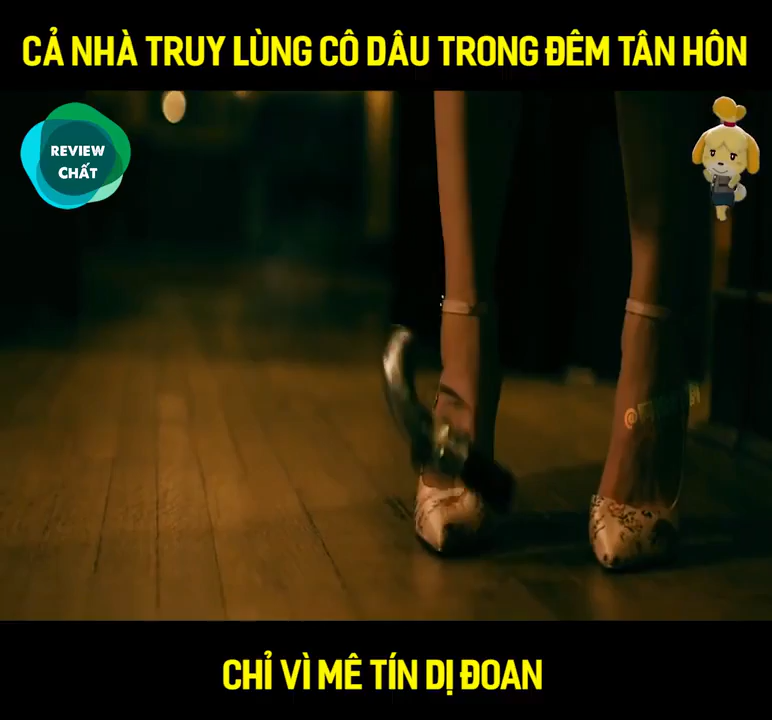 CẢ NHÀ TRUY LÙNG CÔ DÂU TRONG ĐÊM TÂN HÔN
REVIEW
CHẤT
CHỈ VÌ MÊ TÍN DỊ ĐOAN